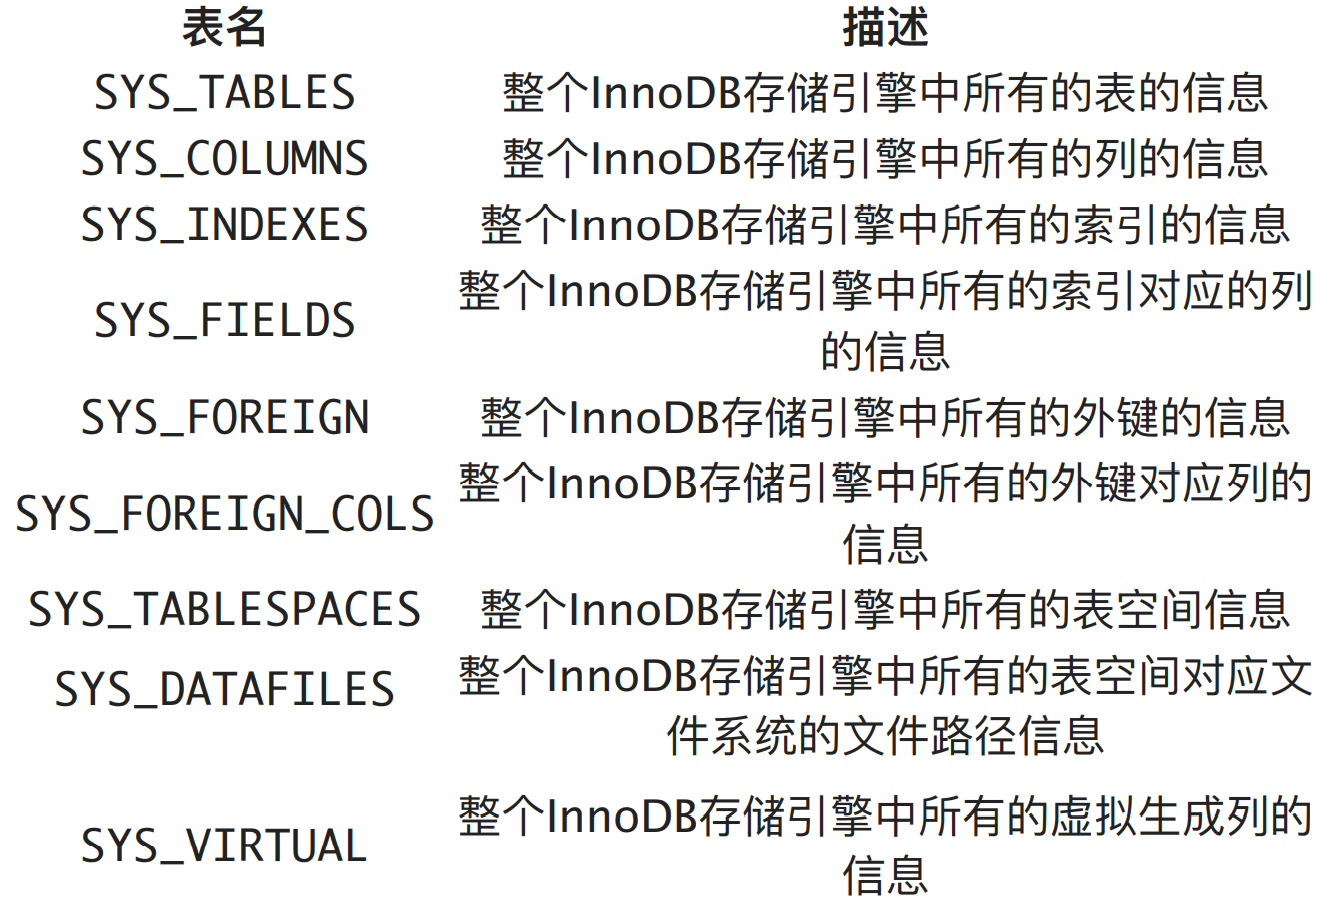 表名 描述
SYS_TABLES 整个InnoDB存储引擎中所有的表的信息
SYS_COLUMNS 整个InnoDB存储引擎中所有的列的信息
SYS_INDEXES 整个InnoDB存储引擎中所有的索引的信息
SYS_FIELDS 整个InnoDB存储引擎中所有的索引对应的列
的信息
SYS_FOREIGN 整个InnoDB存储引擎中所有的外键的信息
SYS_FOREIGN_COLS 整个InnoDB存储引擎中所有的外键对应列的
信息
SYS_TABLESPACES 整个InnoDB存储引擎中所有的表空间信息
SYS_DATAFILES 整个InnoDB存储引擎中所有的表空间对应文
件系统的文件路径信息
SYS_VIRTUAL 整个InnoDB存储引擎中所有的虚拟生成列的
信息